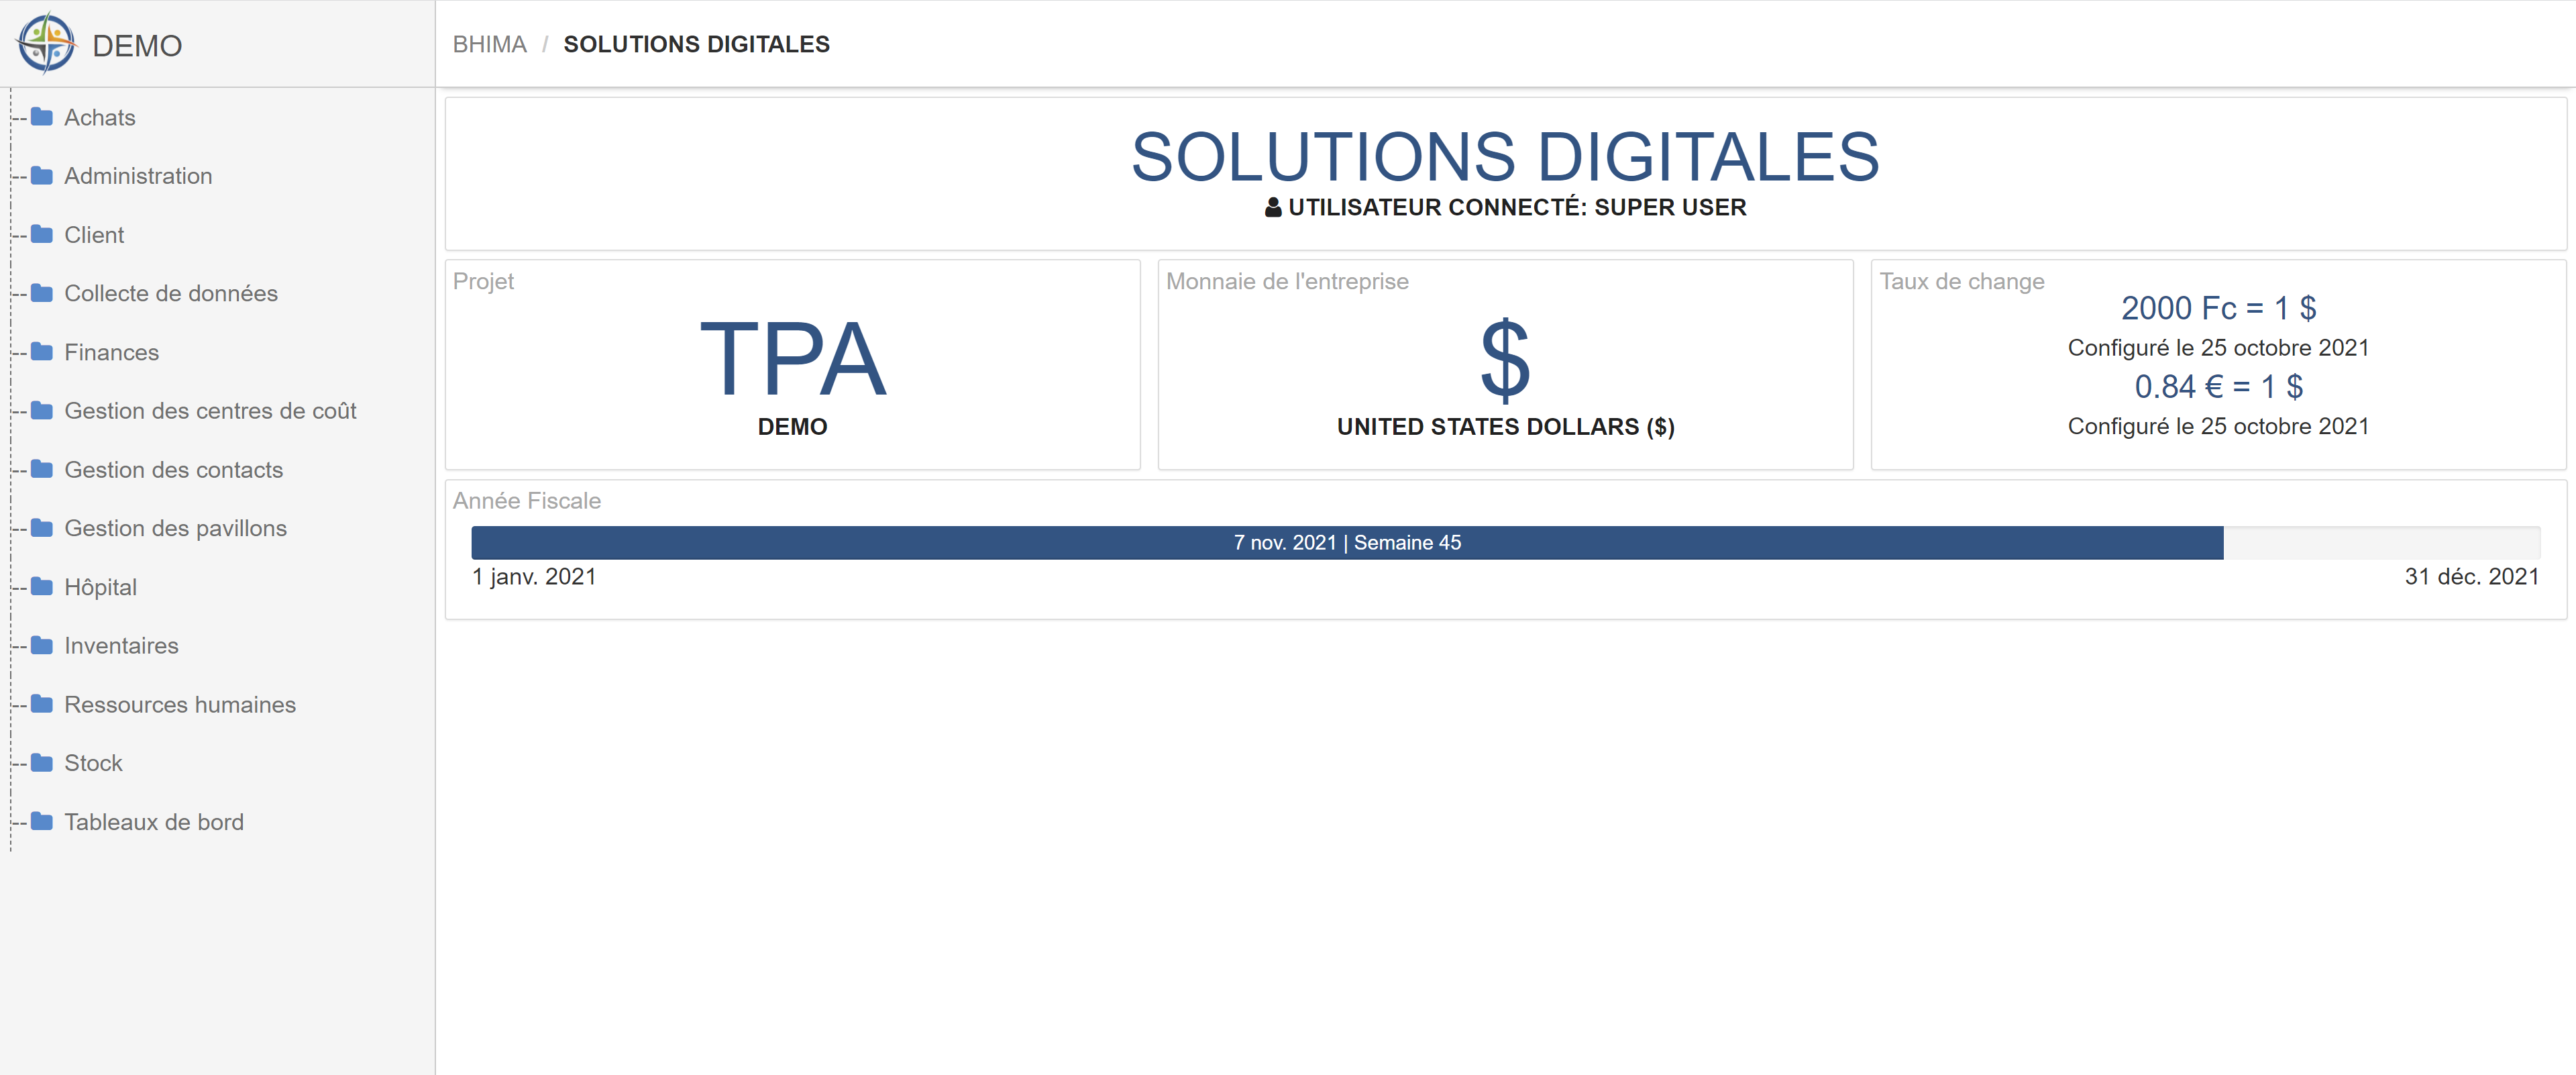 DEMO
BHIMA / SOLUTIONS DIGITALES
Achats
Administration
Client
Collecte de données
Finances
Gestion des centres de coût
Gestion des contacts
Gestion des pavillons
Hôpital
Inventaires
Ressources humaines
Stock
Tableaux de bord
SOLUTIONS DIGITALES
UTILISATEUR CONNECTÉ: SUPER USER
Projet
TPA
DEMO
Monnaie de l'entreprise
$
UNITED STATES DOLLARS ($)
Taux de change
2000 Fc = 1 $
Configuré le 25 octobre 2021
0.84 € = 1 $
Configuré le 25 octobre 2021
Année Fiscale
7 nov. 2021 | Semaine 45
1 janv. 2021
31 déc. 2021